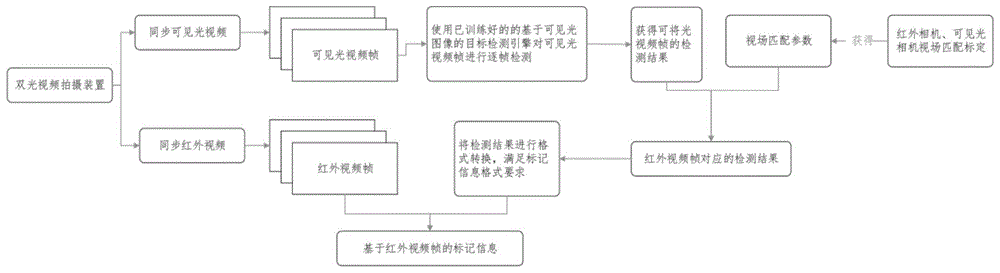 双光视频拍摄装置
同步可见光视频
可见光视频帧
使用已训练好的的基于可见光
图像的目标检测引擎对可见光
视频帧进行逐帧检测
获得可将光
视频帧的检
测结果
视场匹配参数
获得
红外相机、可见光
相机视场匹配标定
同步红外视频
红外视频帧
将检测结果进行格
式转换，满足标记
信息格式要求
红外视频帧对应的检测结果
基于红外视频帧的标记信息